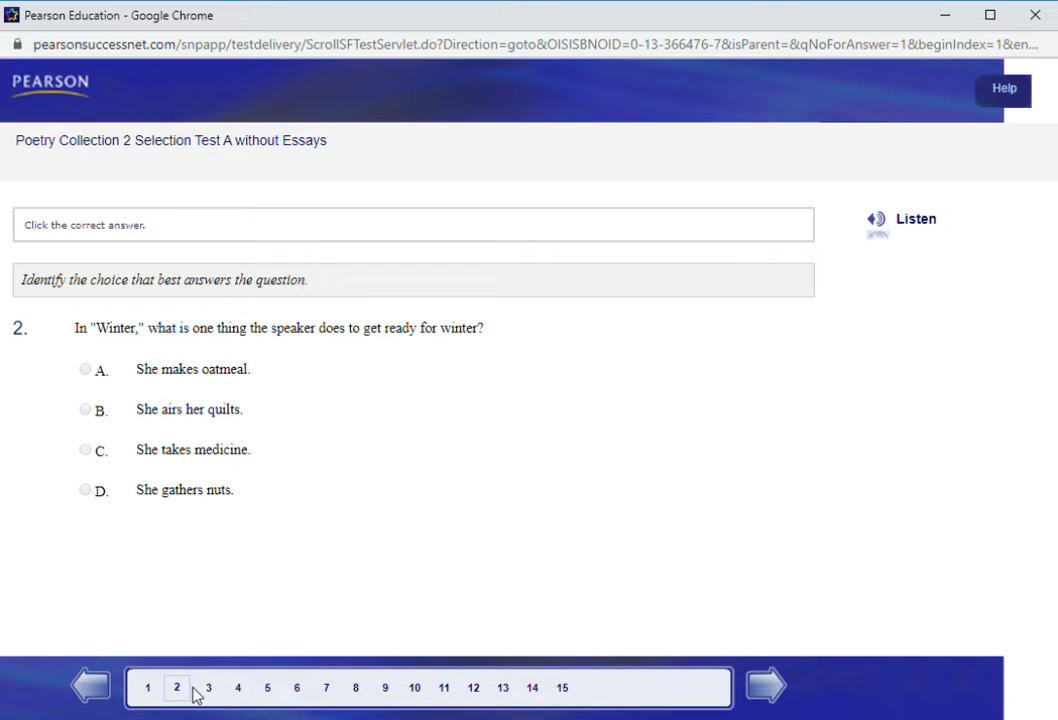 Pearson Education - Google Chrome
pearsonsuccessnet.com/snpapp/testdelivery/ScrollSFTestServlet.do?Direction=goto&OISISBNOID=0-13-366476-7&isParent=&qNoForAnswer=1&beginIndex=1&en...
PEARSON
Help
Poetry Collection 2 Selection Test A without Essays
Click the correct answer.
Listen
Identify the choice that best answers the question.
2. In "Winter," what is one thing the speaker does to get ready for winter?
A. She makes oatmeal.
B. She airs her quilts.
C. She takes medicine.
D. She gathers nuts.
1 2 3 4 5 6 7 8 9 10 11 12 13 14 15